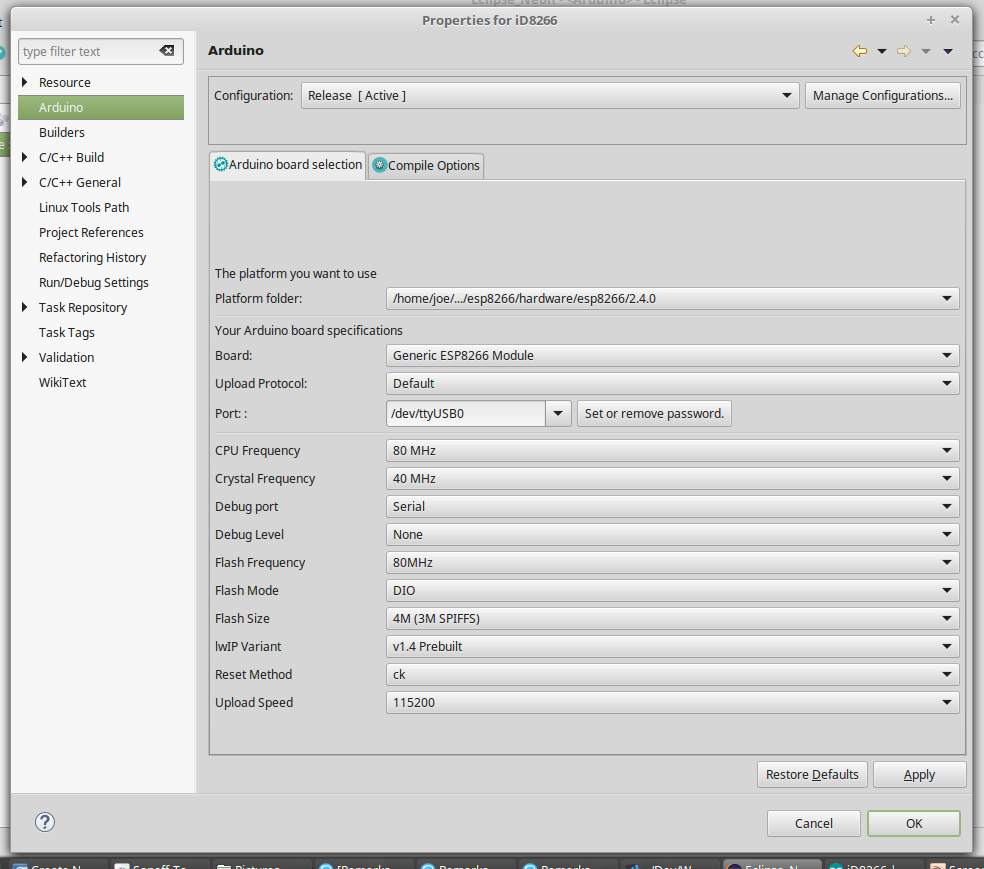 Eclipse_Neon - <Arduino> - Eclipse
Properties for iD8266
type filter text
Resource
Arduino
Builders
C/C++ Build
C/C++ General
Linux Tools Path
Project References
Refactoring History
Run/Debug Settings
Task Repository
Task Tags
Validation
WikiText
Arduino
Configuration: Release [ Active ] Manage Configurations...
Arduino board selection Compile Options
The platform you want to use
Platform folder: /home/joe/.../esp8266/hardware/esp8266/2.4.0
Your Arduino board specifications
Board: Generic ESP8266 Module
Upload Protocol: Default
Port: : /dev/ttyUSB0 Set or remove password.
CPU Frequency 80 MHz
Crystal Frequency 40 MHz
Debug port Serial
Debug Level None
Flash Frequency 80MHz
Flash Mode DIO
Flash Size 4M (3M SPIFFS)
lwIP Variant v1.4 Prebuilt
Reset Method ck
Upload Speed 115200
Restore Defaults Apply
Cancel OK